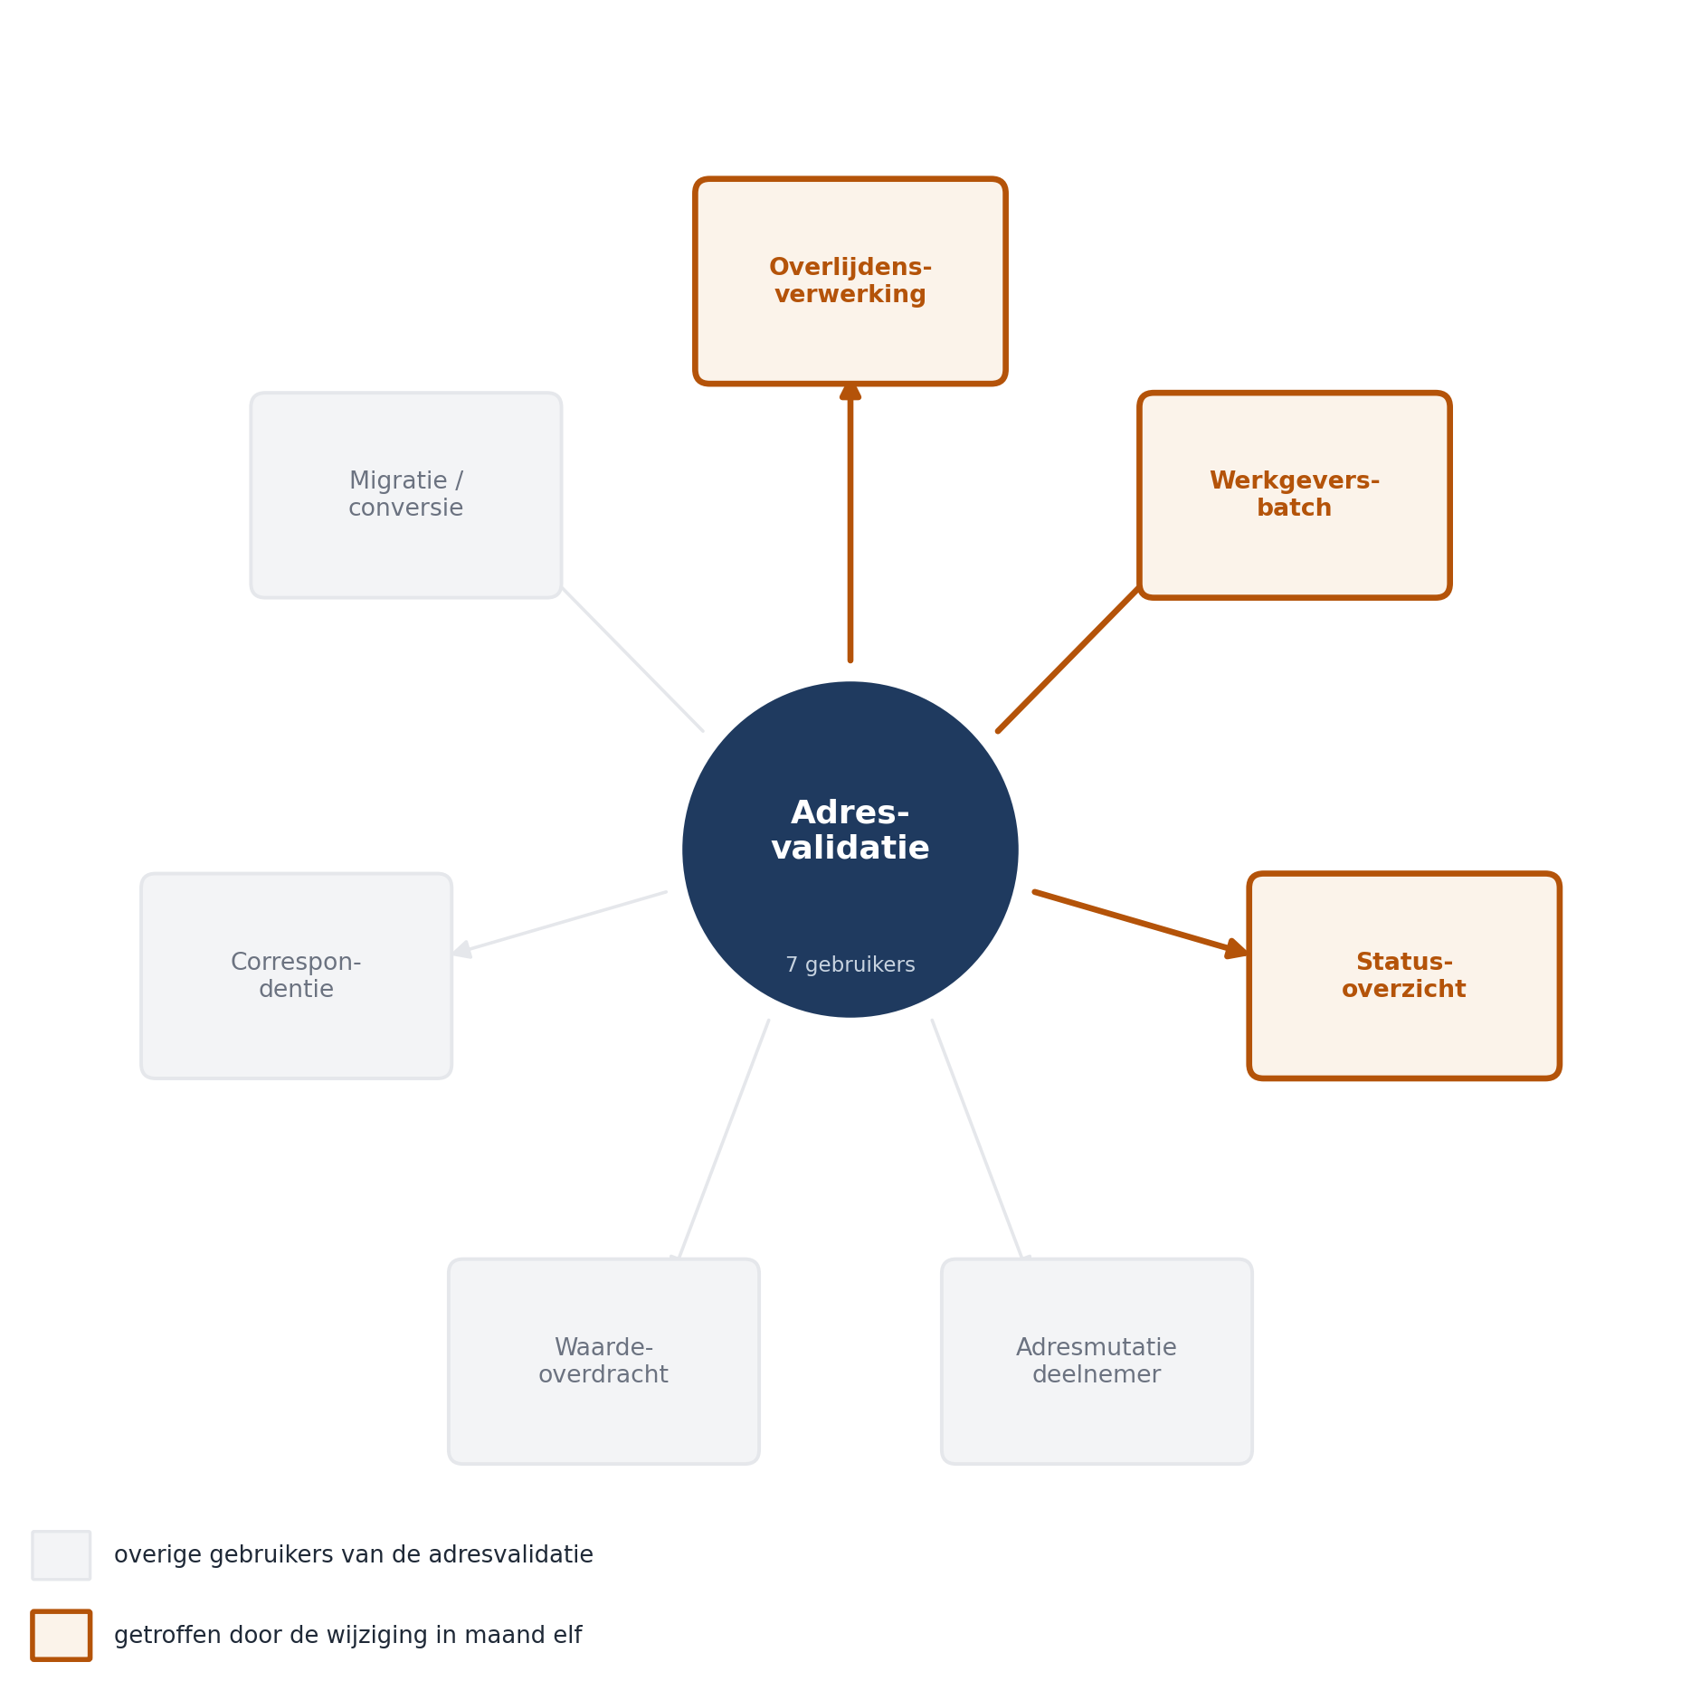 Overlijdens-
verwerking
Migratie /
conversie
Werkgevers-
batch
Adres-
validatie
7 gebruikers
Correspon-
dentie
Status-
overzicht
Waarde-
overdracht
Adresmutatie
deelnemer
overige gebruikers van de adresvalidatie
getroffen door de wijziging in maand elf